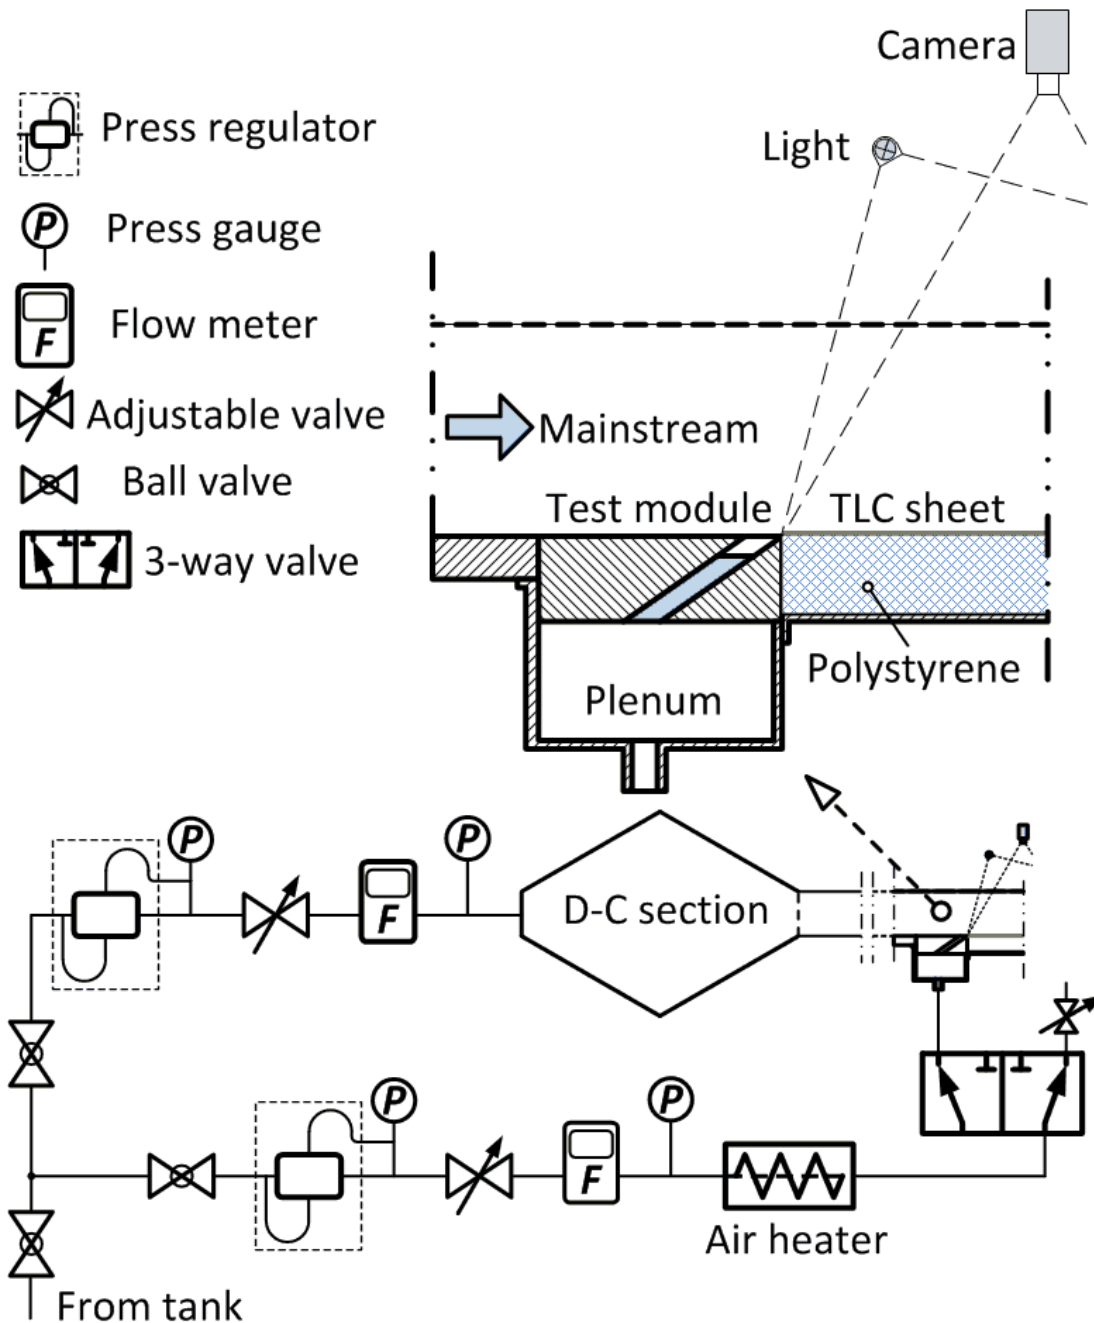 Camera
Press regulator
Light
P
Press gauge
F
Flow meter
Adjustable valve
Mainstream
Ball valve
Test module
TLC sheet
3-way valve
Polystyrene
Plenum
P
P
F
D-C section
P
P
F
Air heater
From tank